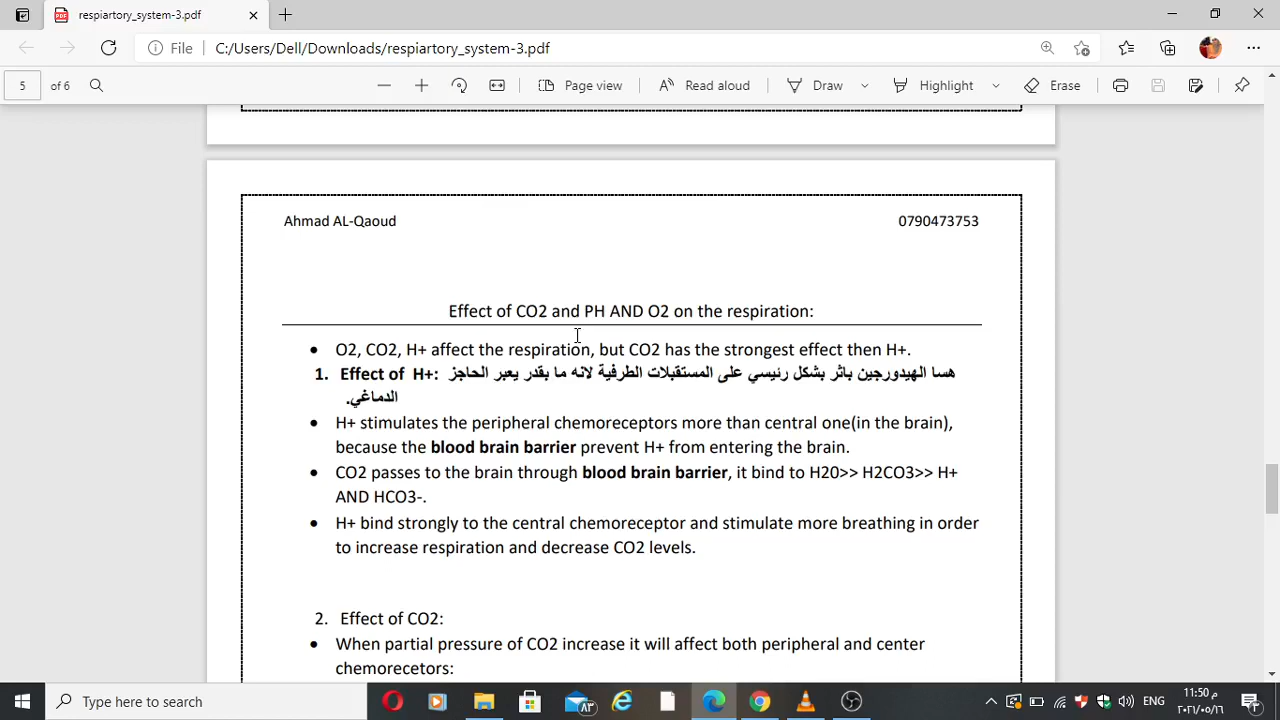 respiartory_system-3.pdf
File C:/Users/Dell/Downloads/respiartory_system-3.pdf
5 of 6 Page view Read aloud Draw Highlight Erase
Ahmad AL-Qaoud 0790473753
Effect of CO2 and PH AND O2 on the respiration:
• O2, CO2, H+ affect the respiration, but CO2 has the strongest effect then H+.
1. Effect of H+: هسا الهيدورجين باثر بشكل رئيسي على المستقبلات الطرفية لانه ما بقدر يعبر الحاجز
الدماغي.
• H+ stimulates the peripheral chemoreceptors more than central one(in the brain),
because the blood brain barrier prevent H+ from entering the brain.
• CO2 passes to the brain through blood brain barrier, it bind to H20>> H2CO3>> H+
AND HCO3-.
• H+ bind strongly to the central chemoreceptor and stimulate more breathing in order
to increase respiration and decrease CO2 levels.
2. Effect of CO2:
• When partial pressure of CO2 increase it will affect both peripheral and center
chemorecetors:
Type here to search
٨٣
ENG
م 11:50
٢٠٢١/٠٥/١٦